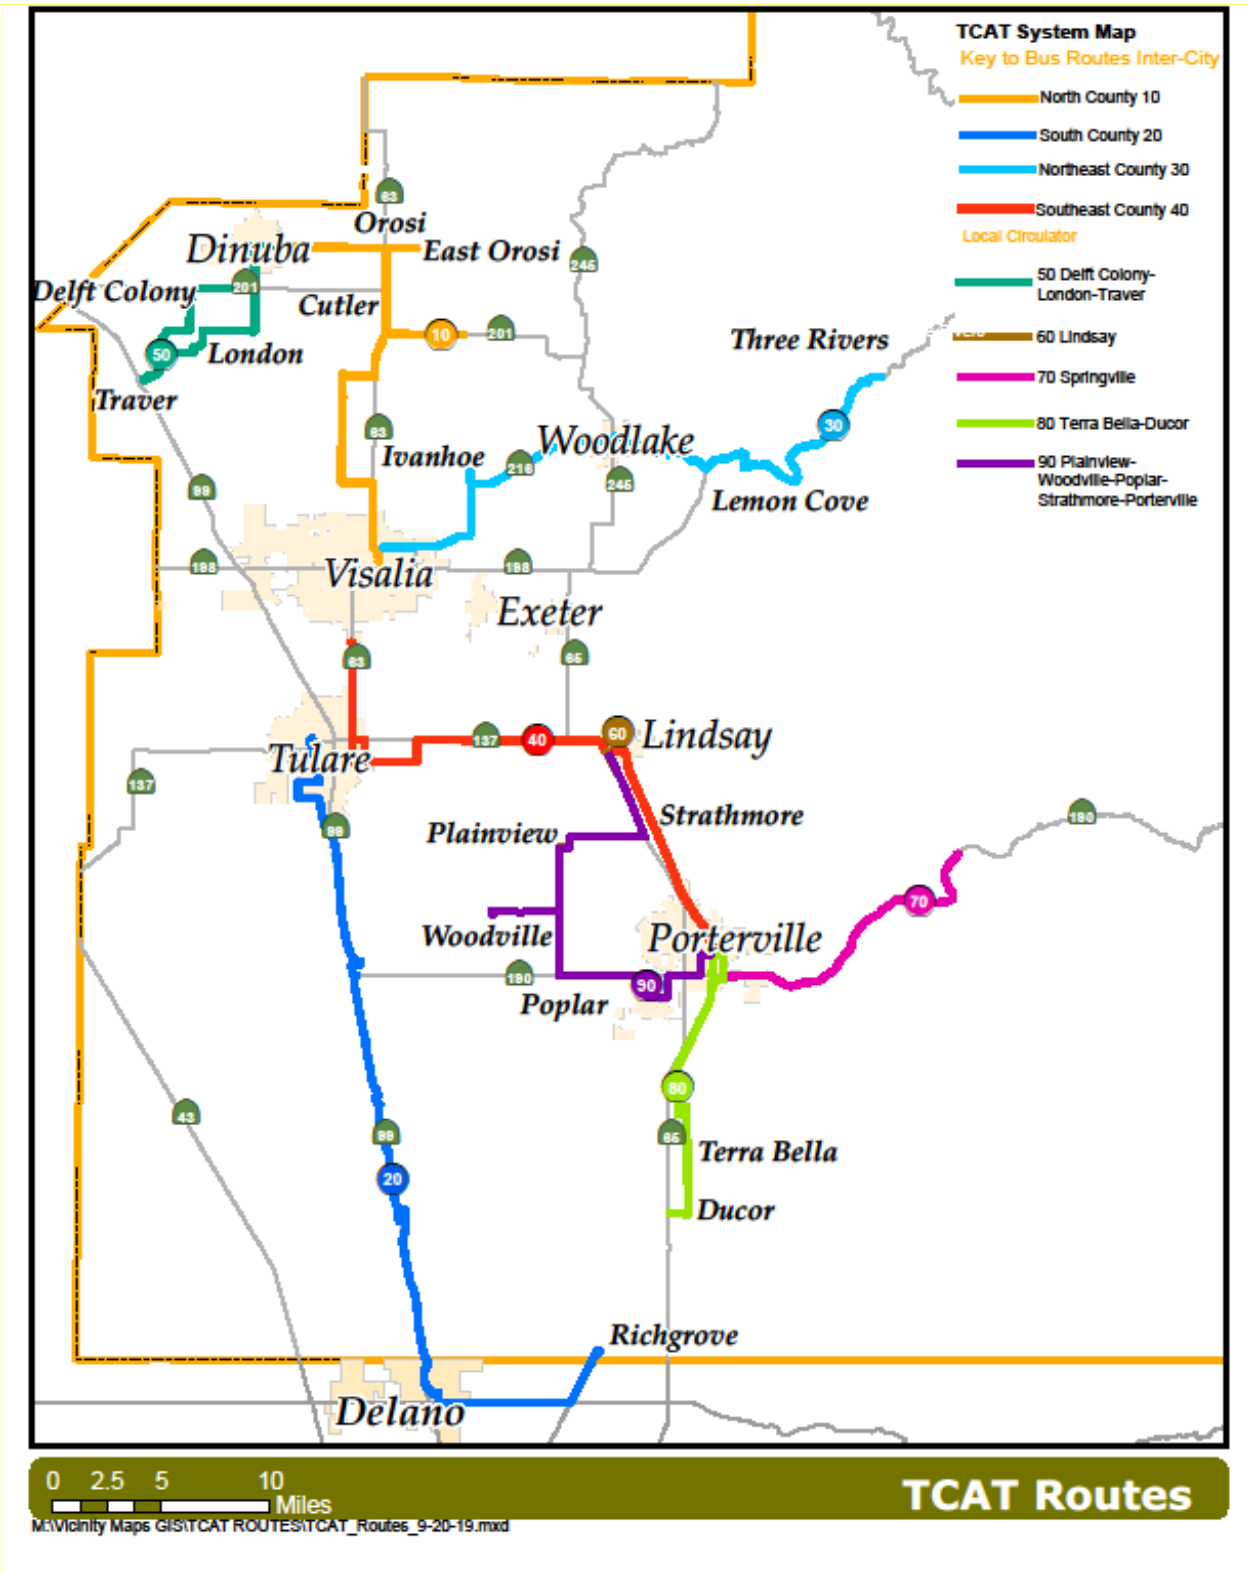 TCAT System Map
Key to Bus Routes Inter-City
North County 10
South County 20
Northeast County 30
Southeast County 40
Local Circulator
50 Delft Colony-
London-Traver
60 Lindsay
70 Springville
80 Terra Bella-Ducor
90 Plainview-
Woodville-Poplar-
Strathmore-Porterville
63
Orosi
Dinuba
East Orosi
245
Delft Colony
201
Cutler
10
201
Three Rivers
50
London
Traver
63
30
Ivanhoe
216
Woodlake
99
245
Lemon Cove
198
Visalia
198
Exeter
63
65
137
40
60
Lindsay
Tulare
137
99
Plainview
Strathmore
190
70
Woodville
Porterville
190
90
Poplar
80
43
99
65
Terra Bella
20
Ducor
Richgrove
Delano
0 2.5 5 10
Miles
TCAT Routes
M:\Vicinity Maps GIS\TCAT ROUTES\TCAT_Routes_9-20-19.mxd